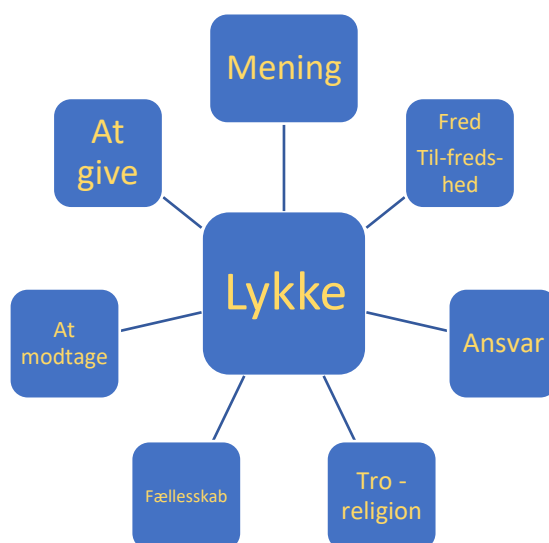 Mening
Fred
Til-freds-
hed
Ansvar
Tro -
religion
Fællesskab
At
modtage
At
give
Lykke